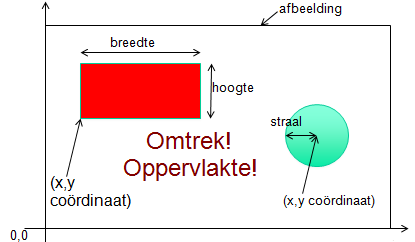 afbeelding
breedte
hoogte
straal
Omtrek!
Oppervlakte!
(x,y
coördinaat)
(x,y coördinaat)
0,0